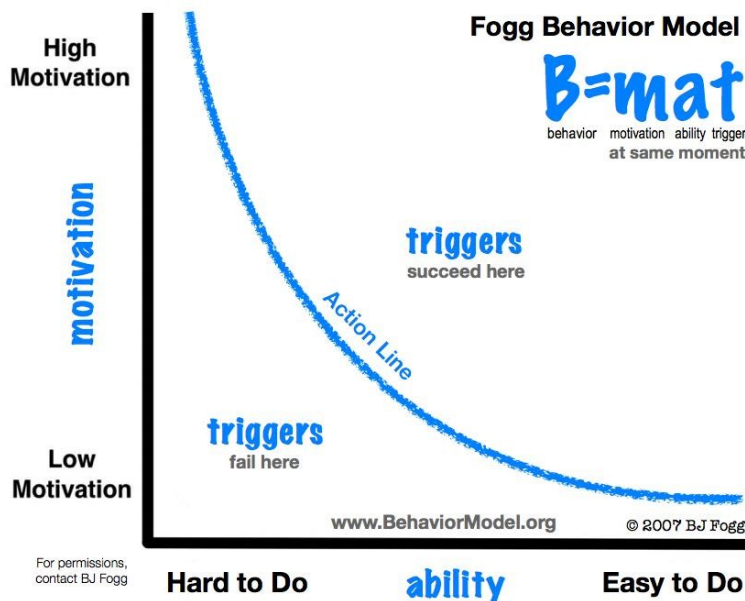 Fogg Behavior Model
B=mat
behavior motivation ability trigger
at same moment
High
Motivation
motivation
triggers
succeed here
Action Line
triggers
fail here
Low
Motivation
www.BehaviorModel.org
© 2007 BJ Fogg
For permissions,
contact BJ Fogg
Hard to Do
ability
Easy to Do